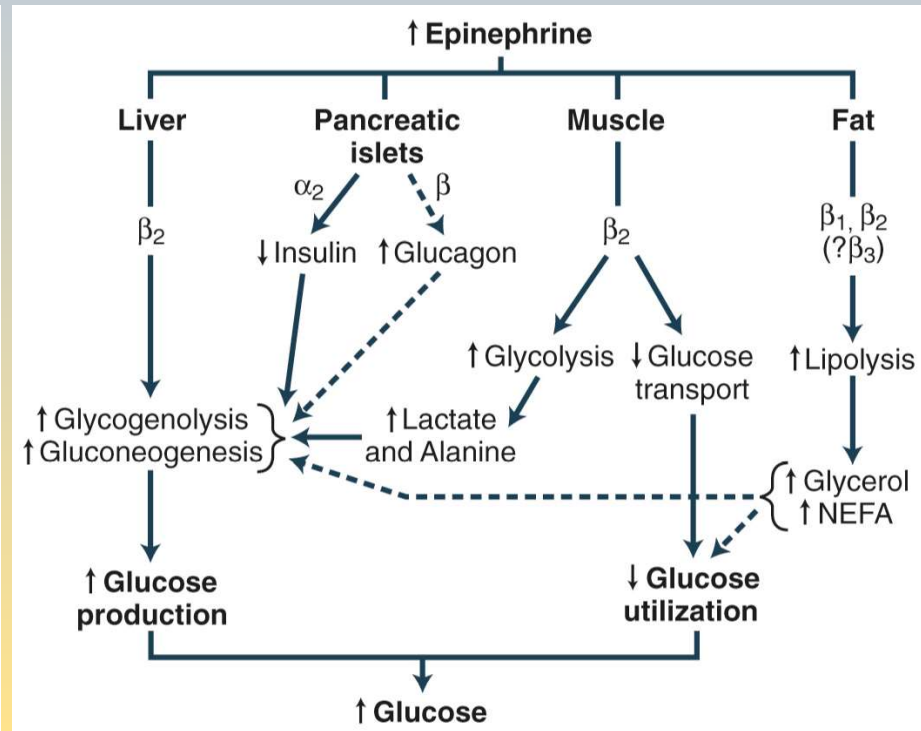 ↑ Epinephrine
Liver
Pancreatic
islets
Muscle
Fat
α2
β
β2
↓ Insulin
↑ Glucagon
β2
β1, β2
(?β3)
↑ Glycolysis
↓ Glucose
transport
↑ Lipolysis
↑ Glycogenolysis
↑ Gluconeogenesis
↑ Lactate
and Alanine
↑ Glycerol
↑ NEFA
↑ Glucose
production
↓ Glucose
utilization
↑ Glucose